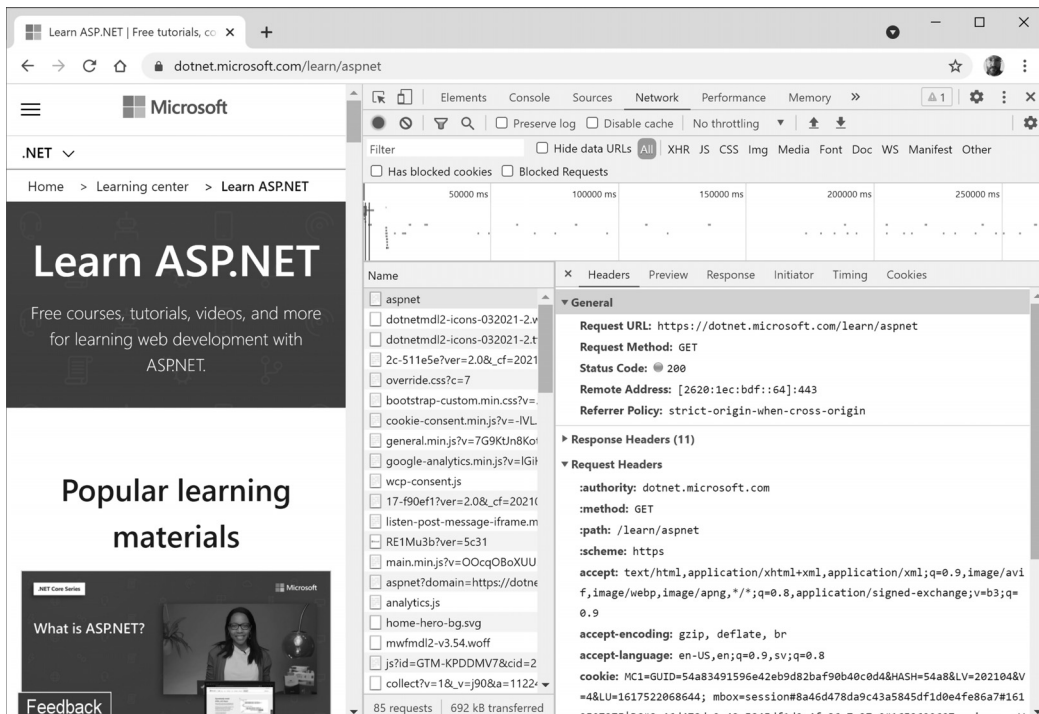 Learn ASP.NET | Free tutorials, co
dotnet.microsoft.com/learn/aspnet
Microsoft
.NET
Home > Learning center > Learn ASP.NET
Learn ASP.NET
Free courses, tutorials, videos, and more
for learning web development with
ASP.NET.
Popular learning
materials
.NET Core Series
Microsoft
What is ASP.NET?
Feedback
Elements Console Sources Network Performance Memory » 1
Preserve log Disable cache No throttling
Filter Hide data URLs All XHR JS CSS Img Media Font Doc WS Manifest Other
Has blocked cookies Blocked Requests
50000 ms 100000 ms 150000 ms 200000 ms 250000 ms
Name
aspnet
dotnetmdl2-icons-032021-2.w
dotnetmdl2-icons-032021-2.t
2c-511e5e?ver=2.0&_cf=2021
override.css?c=7
bootstrap-custom.min.css?v=
cookie-consent.min.js?v=-IVL
general.min.js?v=7G9KtJn8Kot
google-analytics.min.js?v=IGiH
wcp-consent.js
17-f90ef1?ver=2.0&_cf=20210
listen-post-message-iframe.m
RE1Mu3b?ver=5c31
main.min.js?v=OOcqOBoXUU
aspnet?domain=https://dotne
analytics.js
home-hero-bg.svg
mwfmdl2-v3.54.woff
js?id=GTM-KPDDMV7&cid=2
collect?v=1&_v=j90&a=11224
85 requests 692 kB transferred
Headers Preview Response Initiator Timing Cookies
General
Request URL: https://dotnet.microsoft.com/learn/aspnet
Request Method: GET
Status Code: 200
Remote Address: [2620:1ec:bdf::64]:443
Referrer Policy: strict-origin-when-cross-origin
Response Headers (11)
Request Headers
:authority: dotnet.microsoft.com
:method: GET
:path: /learn/aspnet
:scheme: https
accept: text/html,application/xhtml+xml,application/xml;q=0.9,image/avi
f,image/webp,image/apng,*/*;q=0.8,application/signed-exchange;v=b3;q=
0.9
accept-encoding: gzip, deflate, br
accept-language: en-US,en;q=0.9,sv;q=0.8
cookie: MC1=GUID=54a83491596e42eb9d82baf90b40c0d4&HASH=54a8&LV=202104&V
=4&LU=1617522068644; mbox=session#8a46d478da9c43a5845df1d0e4fe86a7#161